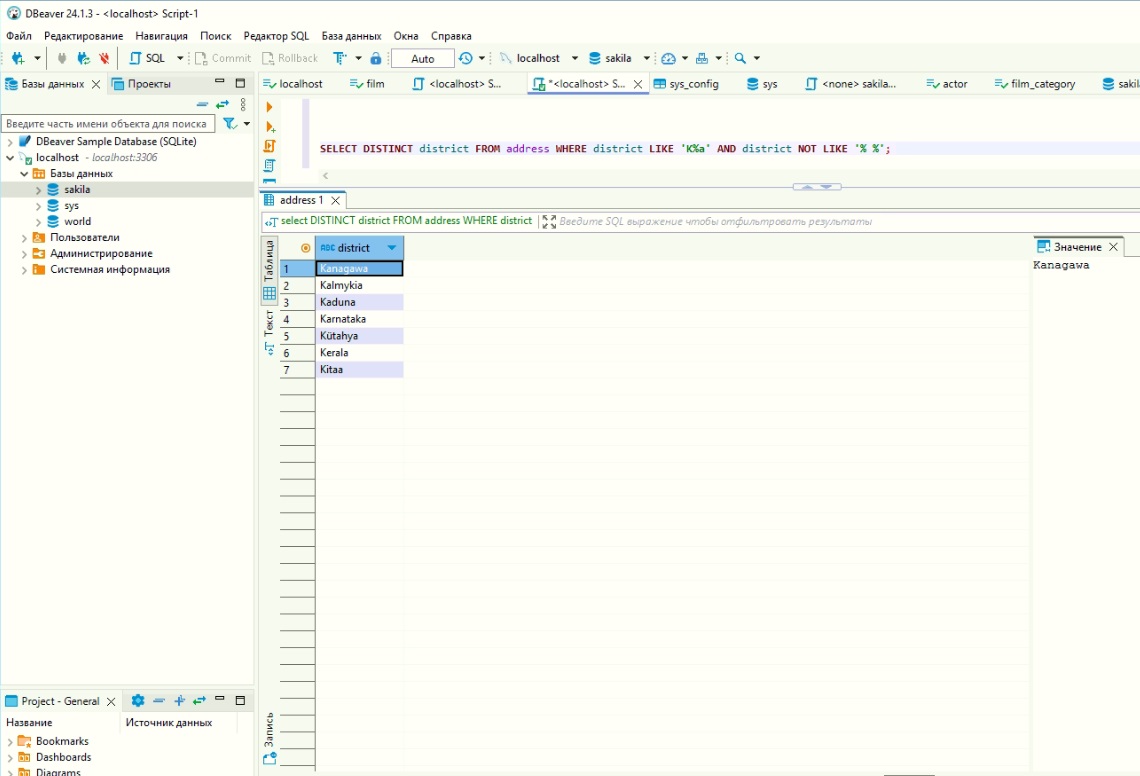 DBeaver 24.1.3 - <localhost> Script-1
Файл Редактирование Навигация Поиск Редактор SQL База данных Окна Справка
SQL Commit Rollback Auto localhost sakila
Базы данных Проекты
localhost film <localhost> S... *<localhost> S... sys_config sys <none> sakila... actor film_category sakil
Введите часть имени объекта для поиска
DBeaver Sample Database (SQLite)
localhost - localhost:3306
Базы данных
sakila
sys
world
Пользователи
Администрирование
Системная информация
SELECT DISTINCT district FROM address WHERE district LIKE 'K%a' AND district NOT LIKE '% %';
address 1
select DISTINCT district FROM address WHERE district
Введите SQL выражение чтобы отфильтровать результаты
Таблица
Текст
Запись
ABC district
1 Kanagawa
2 Kalmykia
3 Kaduna
4 Karnataka
5 Kütahya
6 Kerala
7 Kitaa
Значение
Kanagawa
Project - General
Название Источник данных
Bookmarks
Dashboards
Diagrams